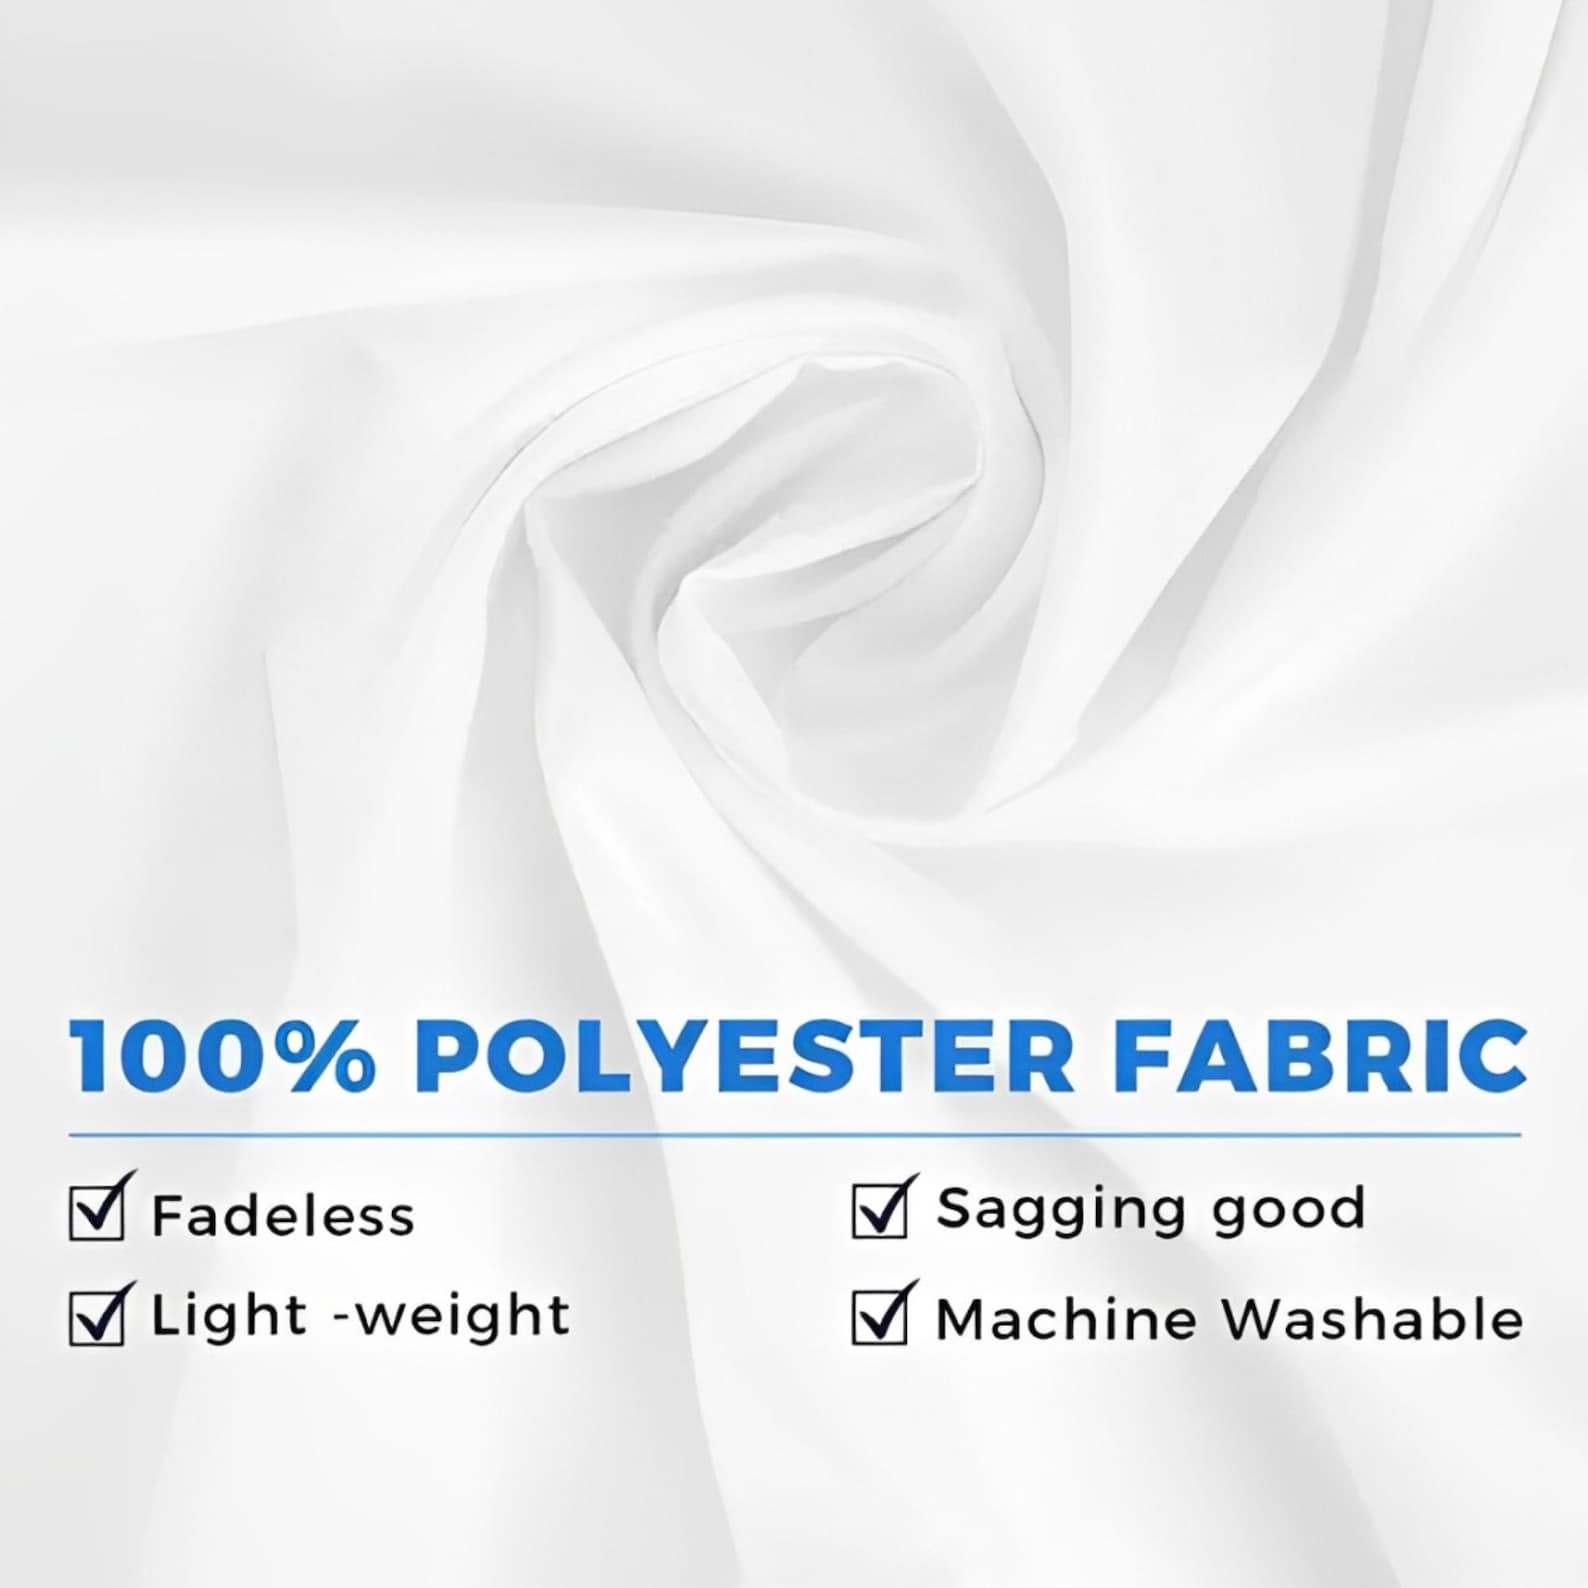 100% POLYESTER FABRIC
Fadeless
Sagging good
Light -weight
Machine Washable